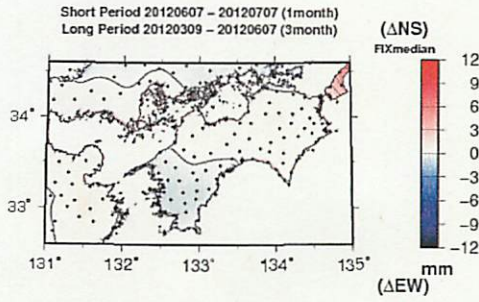 Short Period 20120607 – 20120707 (1month)
Long Period 20120309 – 20120607 (3month)
(ΔNS)
FIXmedian
12
9
6
3
0
−3
−6
−9
−12
mm
(ΔEW)
34°
33°
131°
132°
133°
134°
135°